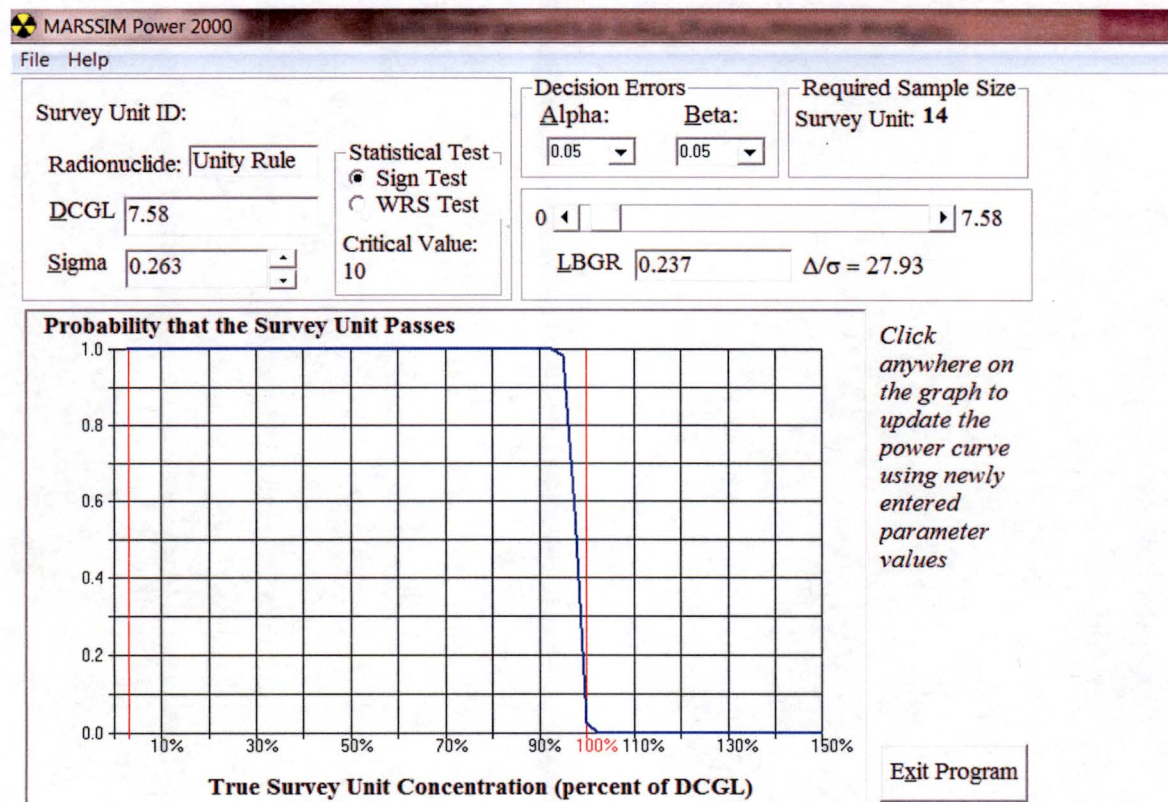 MARSSIM Power 2000
File Help
Survey Unit ID:
Radionuclide: Unity Rule
DCGL 7.58
Sigma 0.263
Statistical Test
Sign Test
WRS Test
Critical Value:
10
Decision Errors
Alpha: Beta:
0.05 0.05
Required Sample Size
Survey Unit: 14
0 7.58
LBGR 0.237 Δ/σ = 27.93
Probability that the Survey Unit Passes
1.0
0.8
0.6
0.4
0.2
0.0
10% 30% 50% 70% 90% 100% 110% 130% 150%
True Survey Unit Concentration (percent of DCGL)
Click
anywhere on
the graph to
update the
power curve
using newly
entered
parameter
values
Exit Program